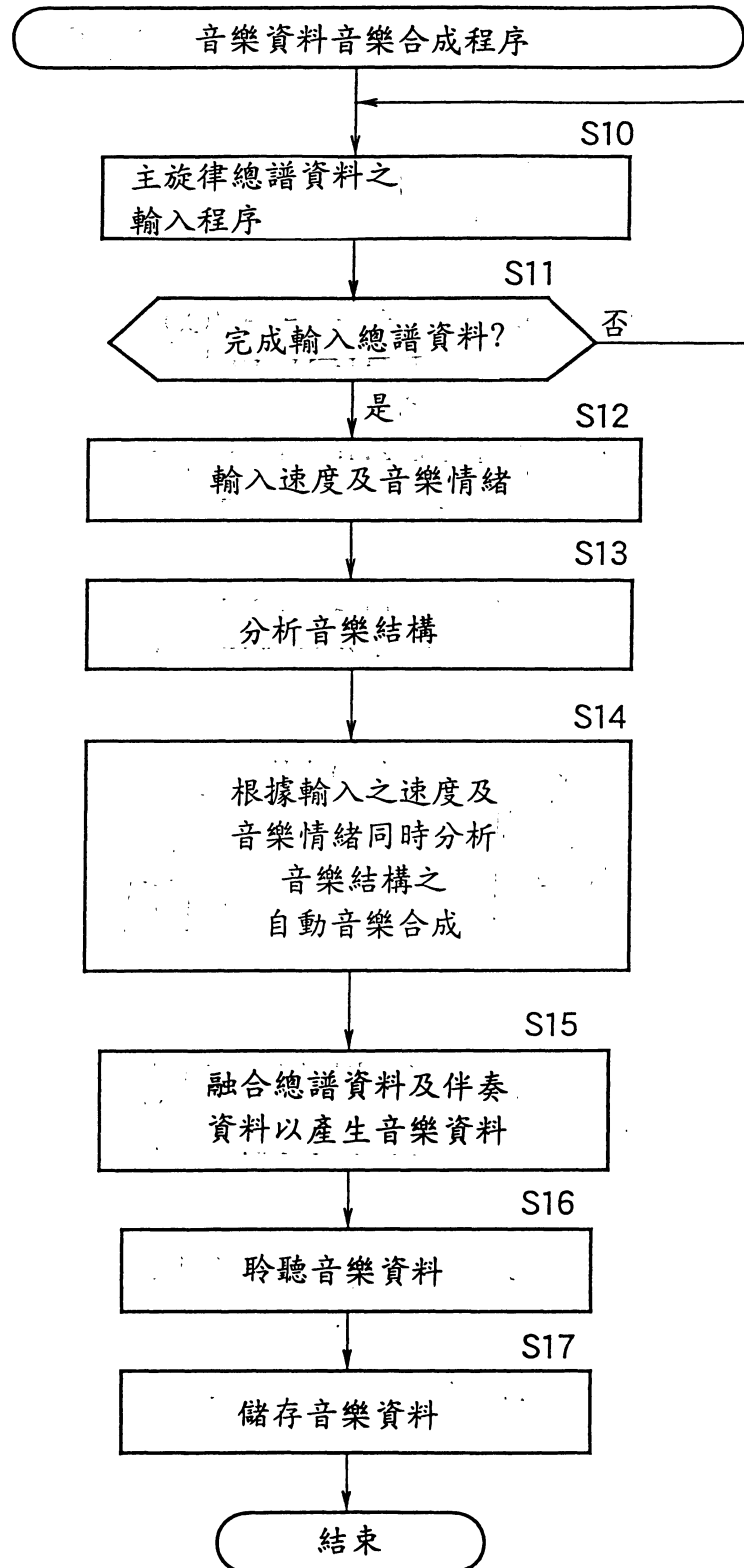 音樂資料音樂合成程序
S10
主旋律總譜資料之
輸入程序
S11
完成輸入總譜資料?
否
是
S12
輸入速度及音樂情緒
S13
分析音樂結構
S14
根據輸入之速度及
音樂情緒同時分析
音樂結構之
自動音樂合成
S15
融合總譜資料及伴奏
資料以產生音樂資料
S16
聆聽音樂資料
S17
儲存音樂資料
結束